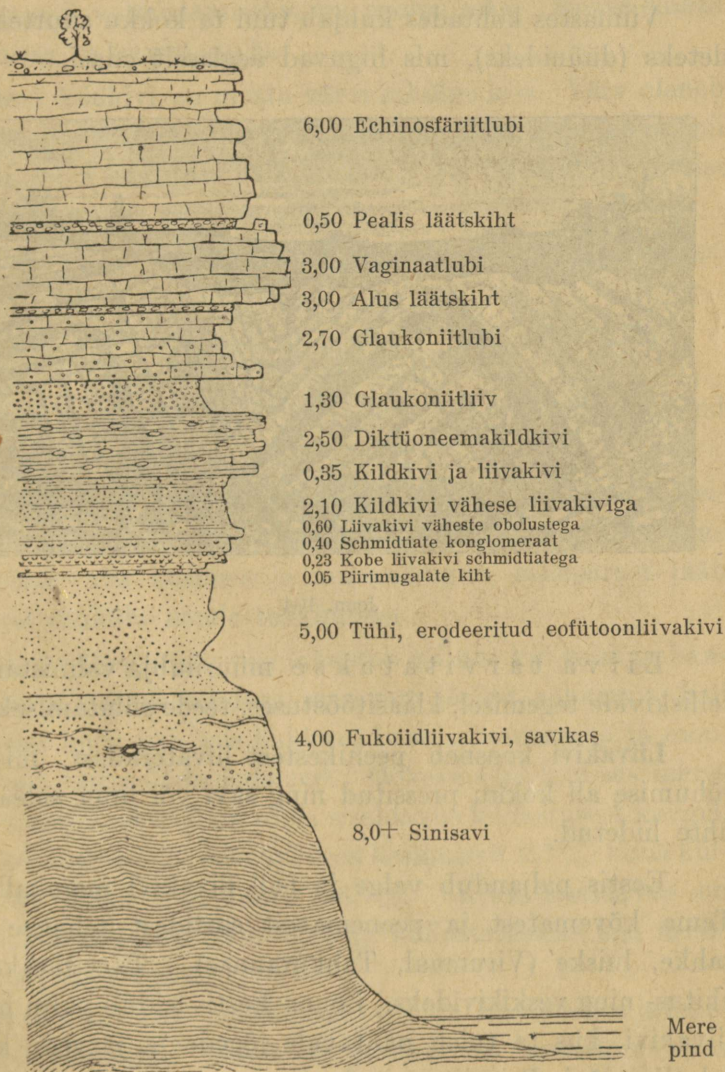 6,00 Echinosfäriitlubi
0,50 Pealis läätskiht
3,00 Vaginaatlubi
3,00 Alus läätskiht
2,70 Glaukoniitlubi
1,30 Glaukoniitliiv
2,50 Diktüoneemakildkivi
0,35 Kildkivi ja liivakivi
2,10 Kildkivi vähese liivakiviga
0,60 Liivakivi väheste obolustega
0,40 Schmidtiate konglomeraat
0,23 Kobe liivakivi schmidtiatega
0,05 Piirimugalate kiht
5,00 Tühi, erodeeritud eofütoonliivakivi
4,00 Fukoiidliivakivi, savikas
8,0+ Sinisavi
Mere
pind